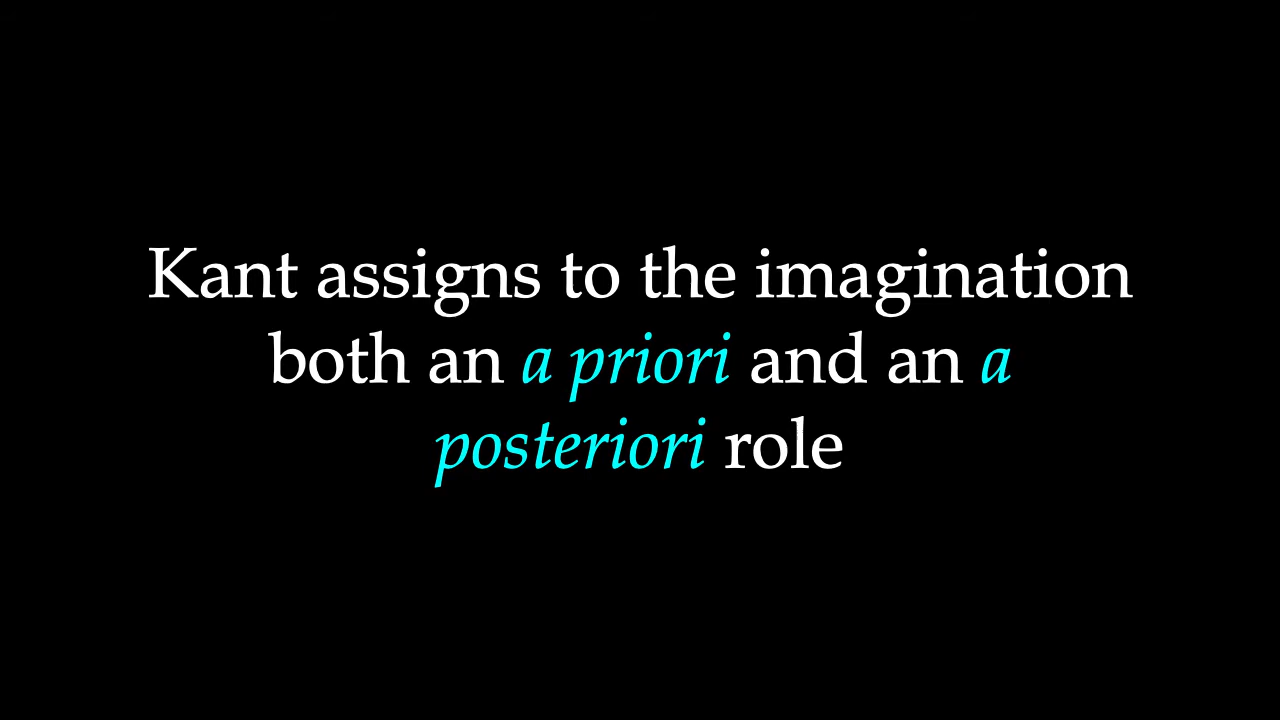 Kant assigns to the imagination
both an a priori and an a
posteriori role